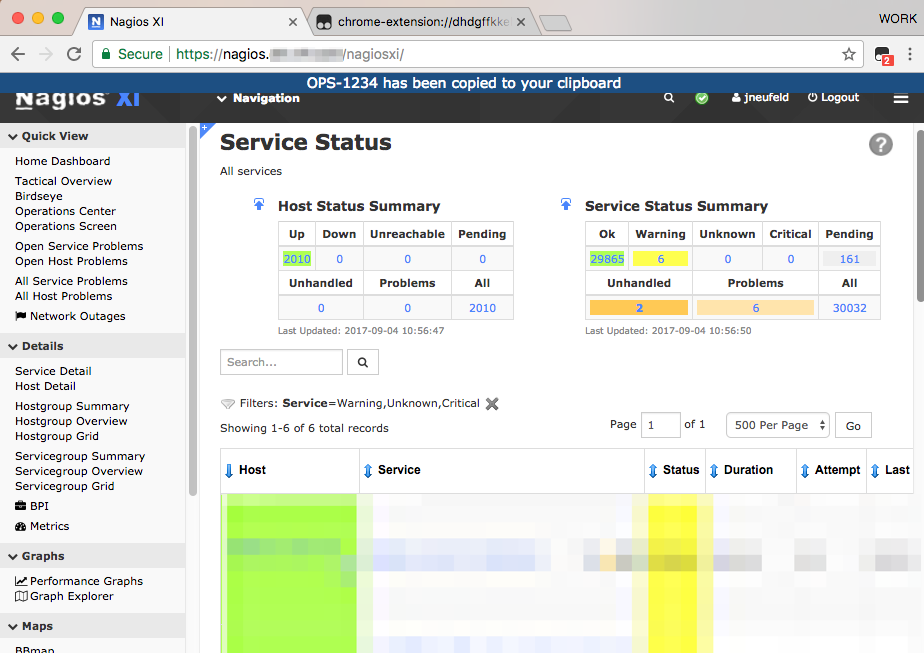 Nagios XI
chrome-extension://dhdgffkke
WORK
Secure
https://nagios.
/nagiosxi/
2
OPS-1234 has been copied to your clipboard
Nagios XI
Navigation
jneufeld
Logout
Quick View
Home Dashboard
Tactical Overview
Birdseye
Operations Center
Operations Screen
Open Service Problems
Open Host Problems
All Service Problems
All Host Problems
Network Outages
Details
Service Detail
Host Detail
Hostgroup Summary
Hostgroup Overview
Hostgroup Grid
Servicegroup Summary
Servicegroup Overview
Servicegroup Grid
BPI
Metrics
Graphs
Performance Graphs
Graph Explorer
Maps
BBmap
Service Status
?
All services
Host Status Summary
Up Down Unreachable Pending
2010 0 0 0
Unhandled Problems All
0 0 2010
Last Updated: 2017-09-04 10:56:47
Service Status Summary
Ok Warning Unknown Critical Pending
29865 6 0 0 161
Unhandled Problems All
2 6 30032
Last Updated: 2017-09-04 10:56:50
Search...
Filters: Service=Warning,Unknown,Critical
Showing 1-6 of 6 total records
Page 1 of 1 500 Per Page Go
Host Service Status Duration Attempt Last